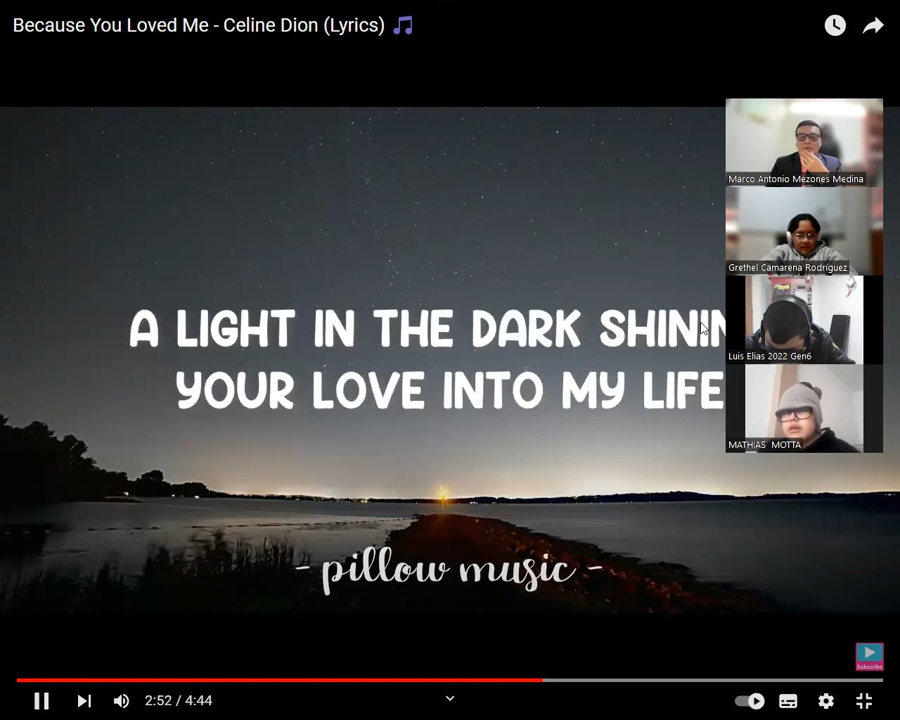 Because You Loved Me - Celine Dion (Lyrics)
Marco Antonio Mezones Medina
Grethel Camarena Rodríguez
A LIGHT IN THE DARK SHININ
YOUR LOVE INTO MY LIFE
Luis Elias 2022 Gen6
MATHIAS MOTTA
- pillow music -
Subscribe
2:52 / 4:44